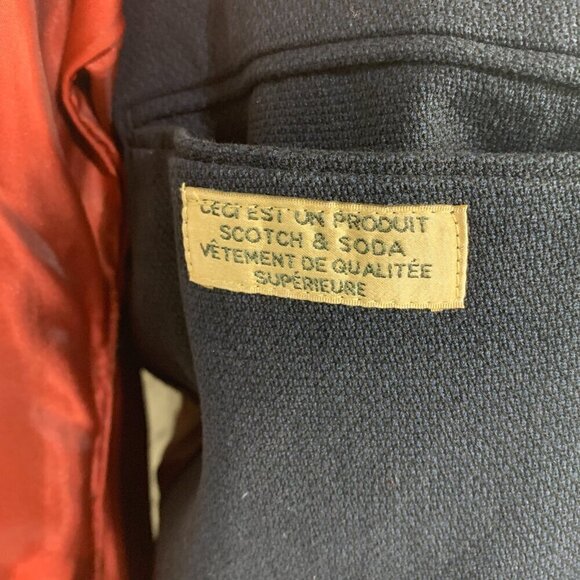 CECI EST UN PRODUIT
SCOTCH & SODA
VÊTEMENT DE QUALITÉE
SUPÉRIEURE